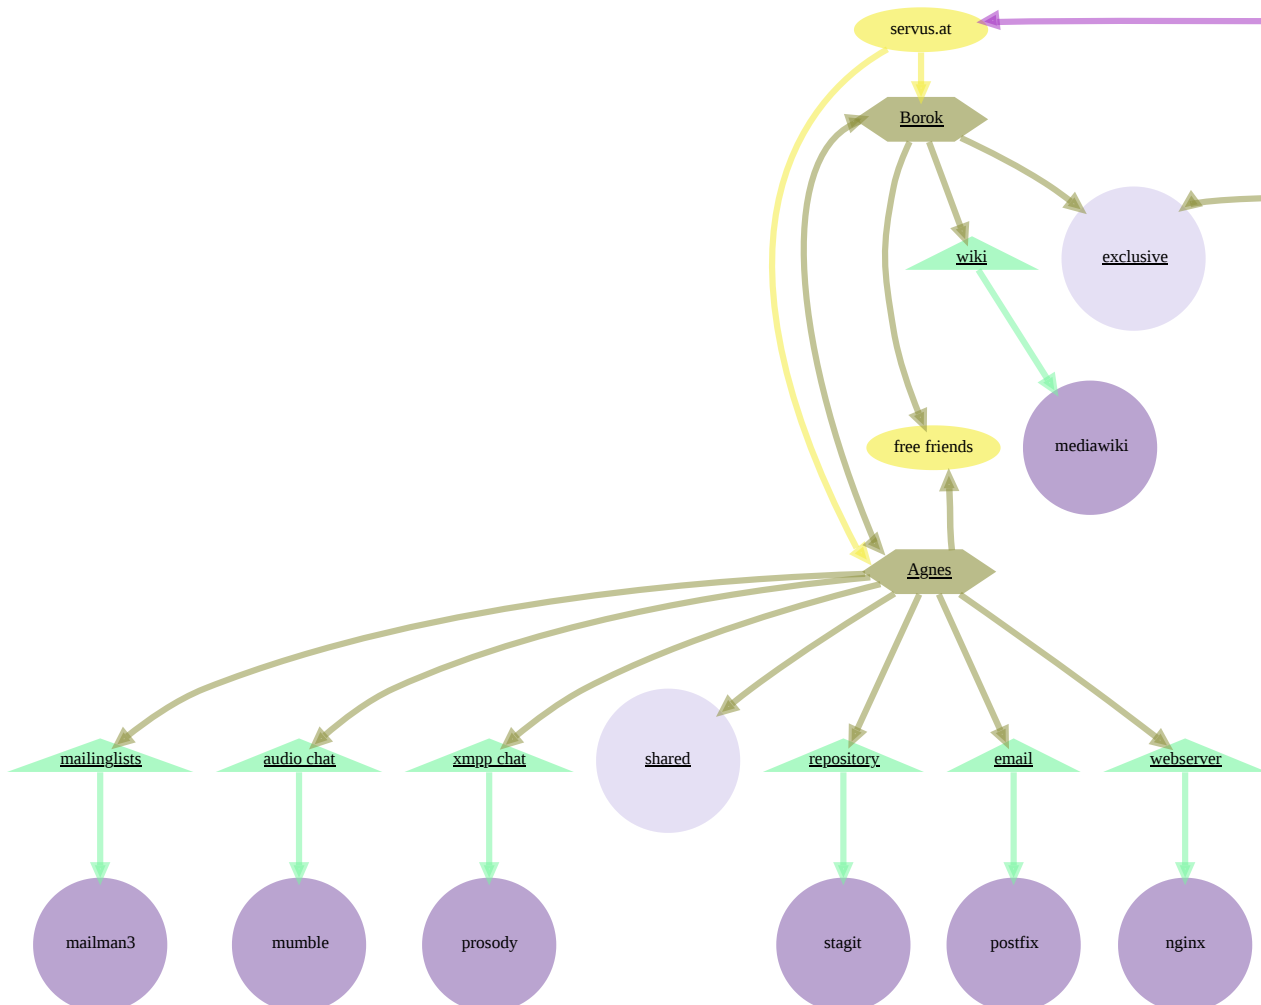 servus.at
Borok
wiki
exclusive
free friends
mediawiki
Agnes
mailinglists
audio chat
xmpp chat
shared
repository
email
webserver
mailman3
mumble
prosody
stagit
postfix
nginx